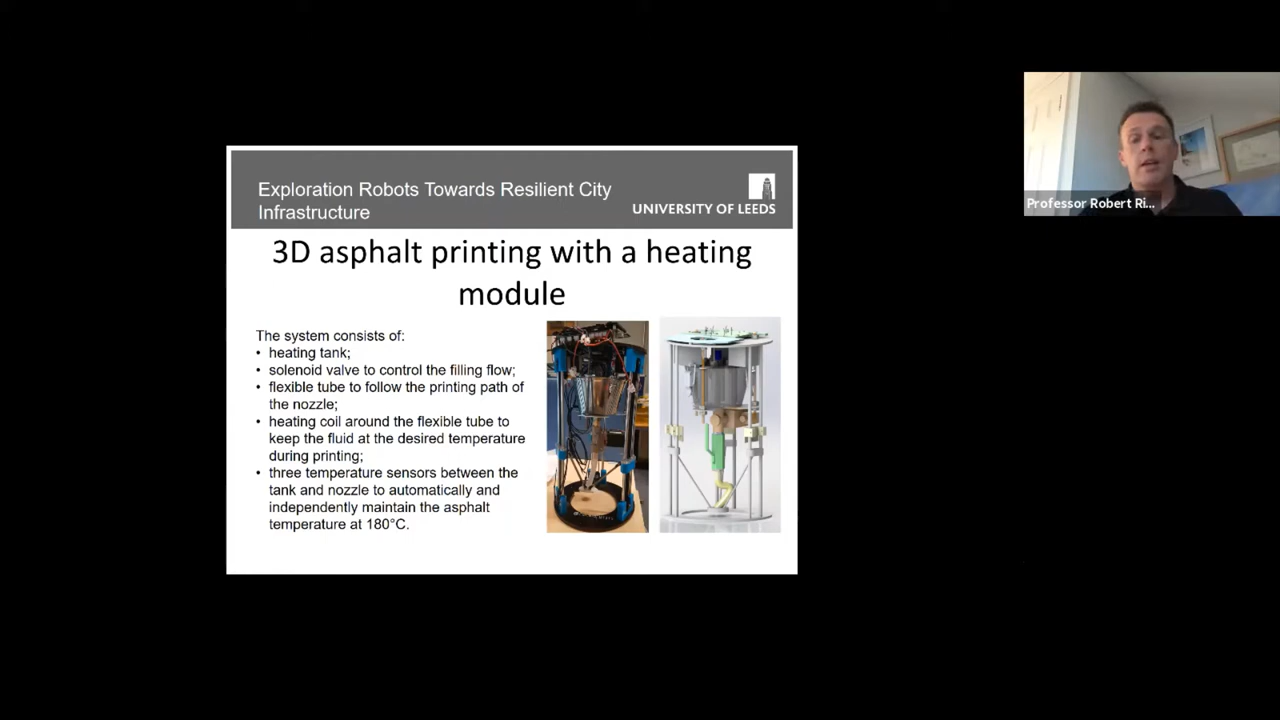 Exploration Robots Towards Resilient City
Infrastructure
UNIVERSITY OF LEEDS
3D asphalt printing with a heating
module
The system consists of:
• heating tank;
• solenoid valve to control the filling flow;
• flexible tube to follow the printing path of
the nozzle;
• heating coil around the flexible tube to
keep the fluid at the desired temperature
during printing;
• three temperature sensors between the
tank and nozzle to automatically and
independently maintain the asphalt
temperature at 180°C.
Professor Robert Ri...